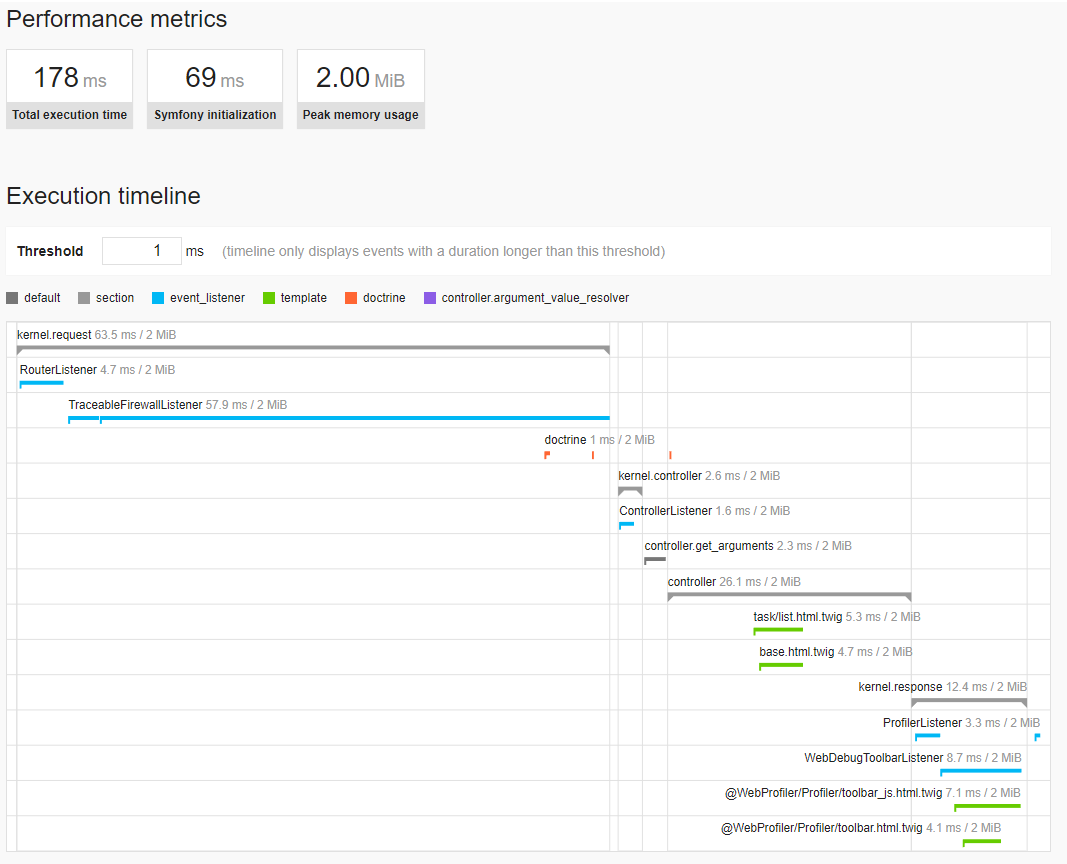 Performance metrics
178 ms
Total execution time
69 ms
Symfony initialization
2.00 MiB
Peak memory usage
Execution timeline
Threshold 1 ms (timeline only displays events with a duration longer than this threshold)
default section event_listener template doctrine controller.argument_value_resolver
kernel.request 63.5 ms / 2 MiB
RouterListener 4.7 ms / 2 MiB
TraceableFirewallListener 57.9 ms / 2 MiB
doctrine 1 ms / 2 MiB
kernel.controller 2.6 ms / 2 MiB
ControllerListener 1.6 ms / 2 MiB
controller.get_arguments 2.3 ms / 2 MiB
controller 26.1 ms / 2 MiB
task/list.html.twig 5.3 ms / 2 MiB
base.html.twig 4.7 ms / 2 MiB
kernel.response 12.4 ms / 2 MiB
ProfilerListener 3.3 ms / 2 MiB
WebDebugToolbarListener 8.7 ms / 2 MiB
@WebProfiler/Profiler/toolbar_js.html.twig 7.1 ms / 2 MiB
@WebProfiler/Profiler/toolbar.html.twig 4.1 ms / 2 MiB